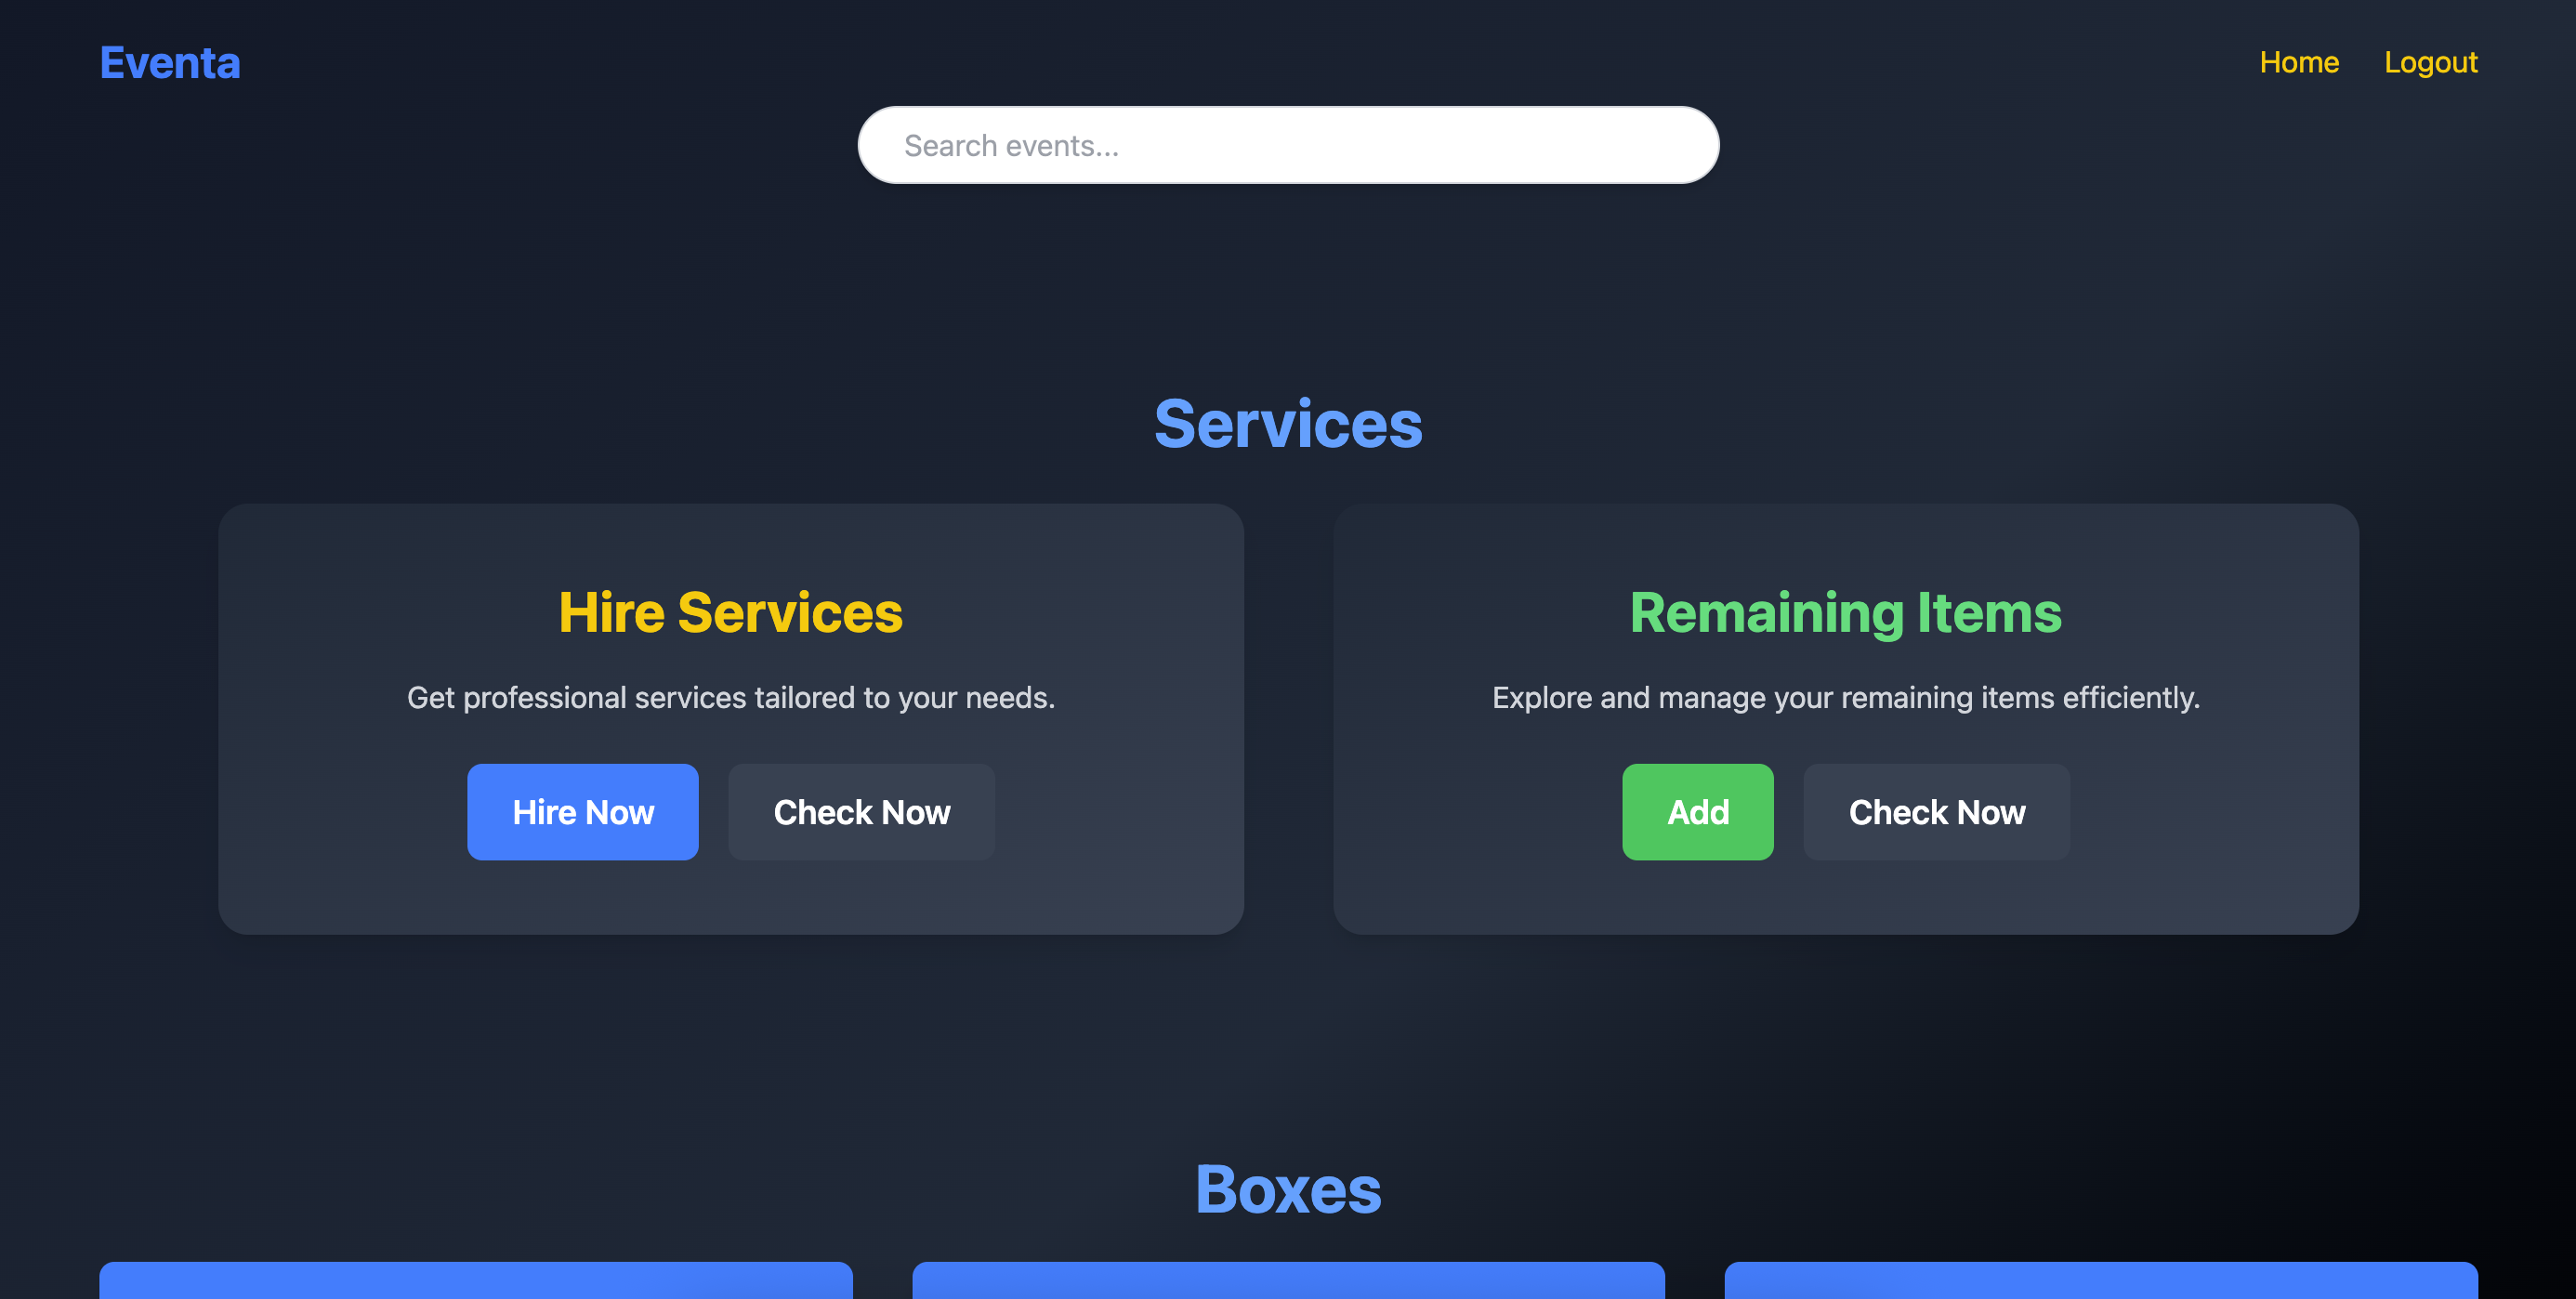 Eventa
Home
Logout
Search events...
Services
Hire Services
Get professional services tailored to your needs.
Hire Now
Check Now
Remaining Items
Explore and manage your remaining items efficiently.
Add
Check Now
Boxes